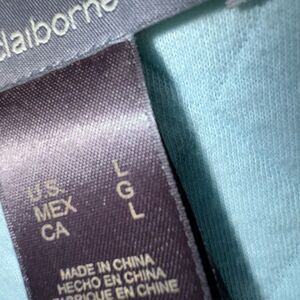 claiborne
U.S. L
MEX G
CA L
MADE IN CHINA
HECHO EN CHINA
FABRIQUE EN CHINE